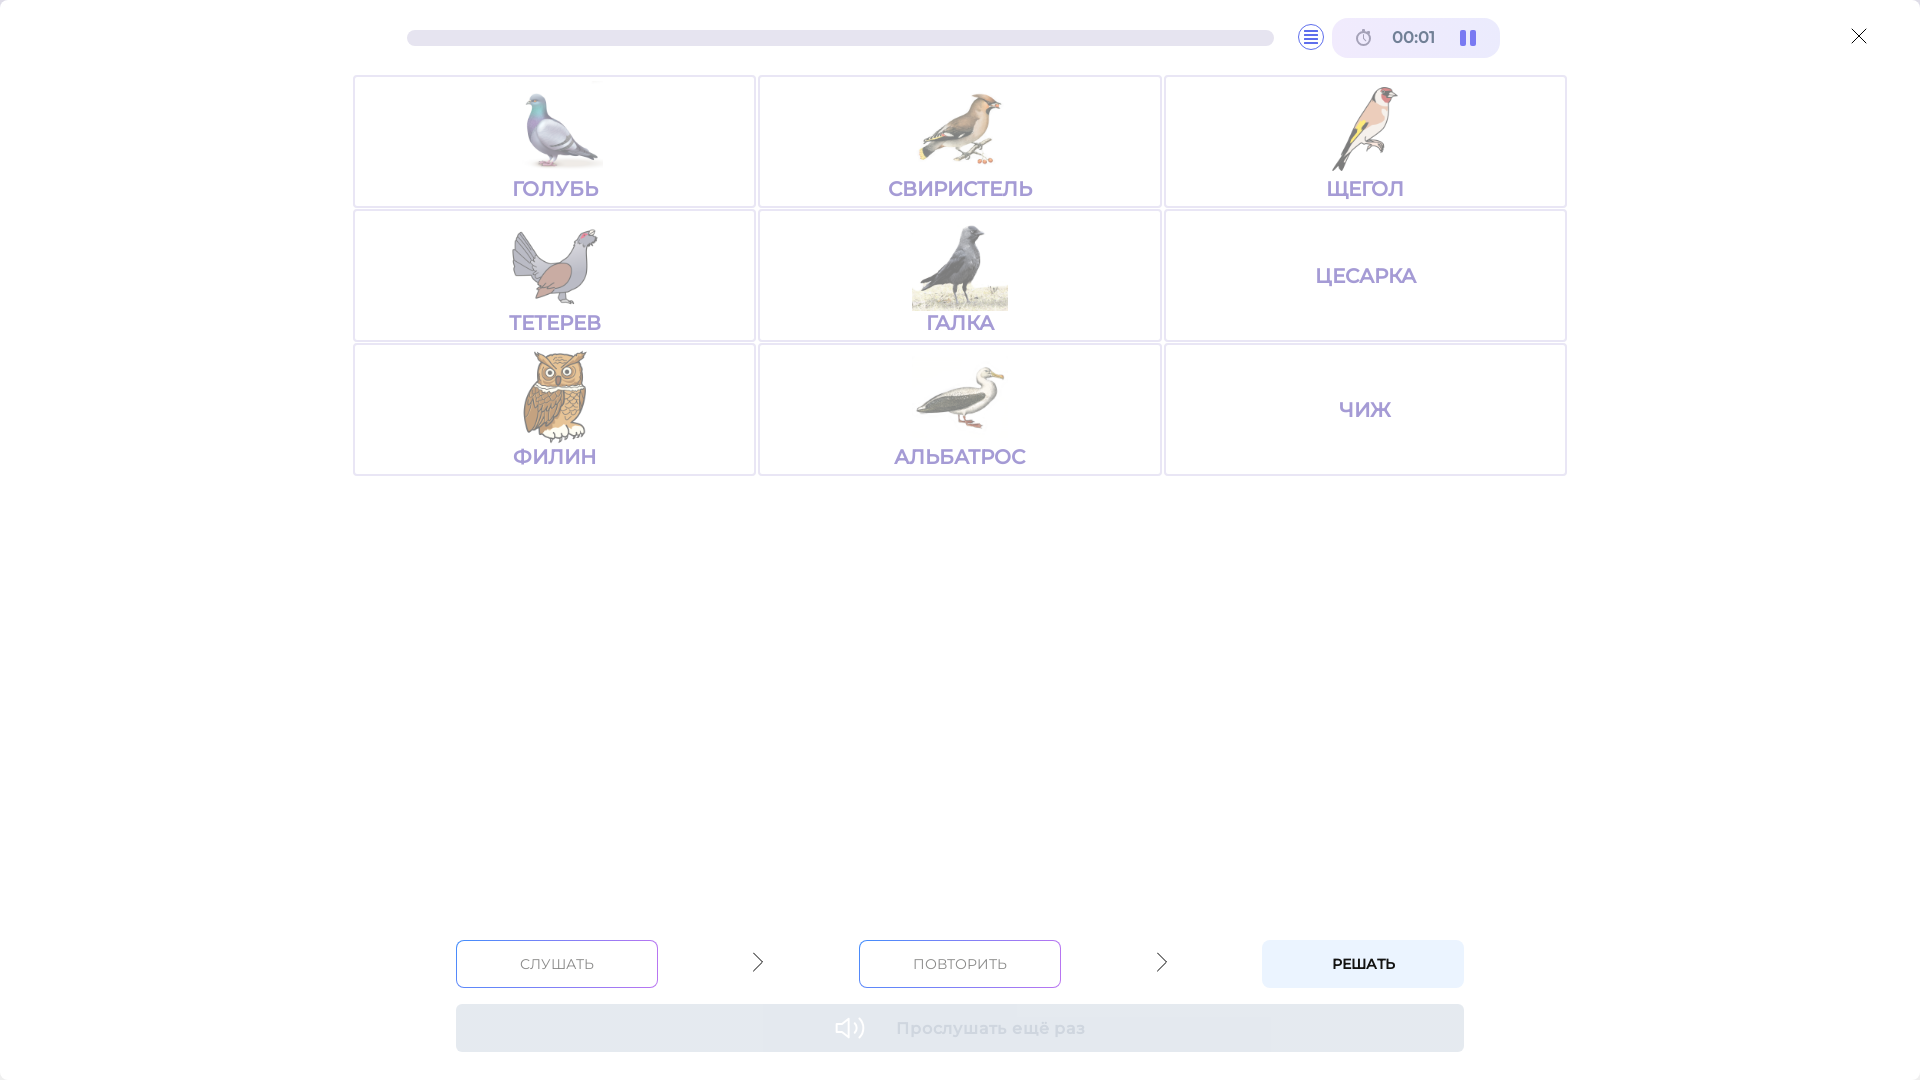 00:01
ГОЛУБЬ
СВИРИСТЕЛЬ
ЩЕГОЛ
ТЕТЕРЕВ
ГАЛКА
ЦЕСАРКА
ФИЛИН
АЛЬБАТРОС
ЧИЖ
СЛУШАТЬ
ПОВТОРИТЬ
РЕШАТЬ
Прослушать ещё раз